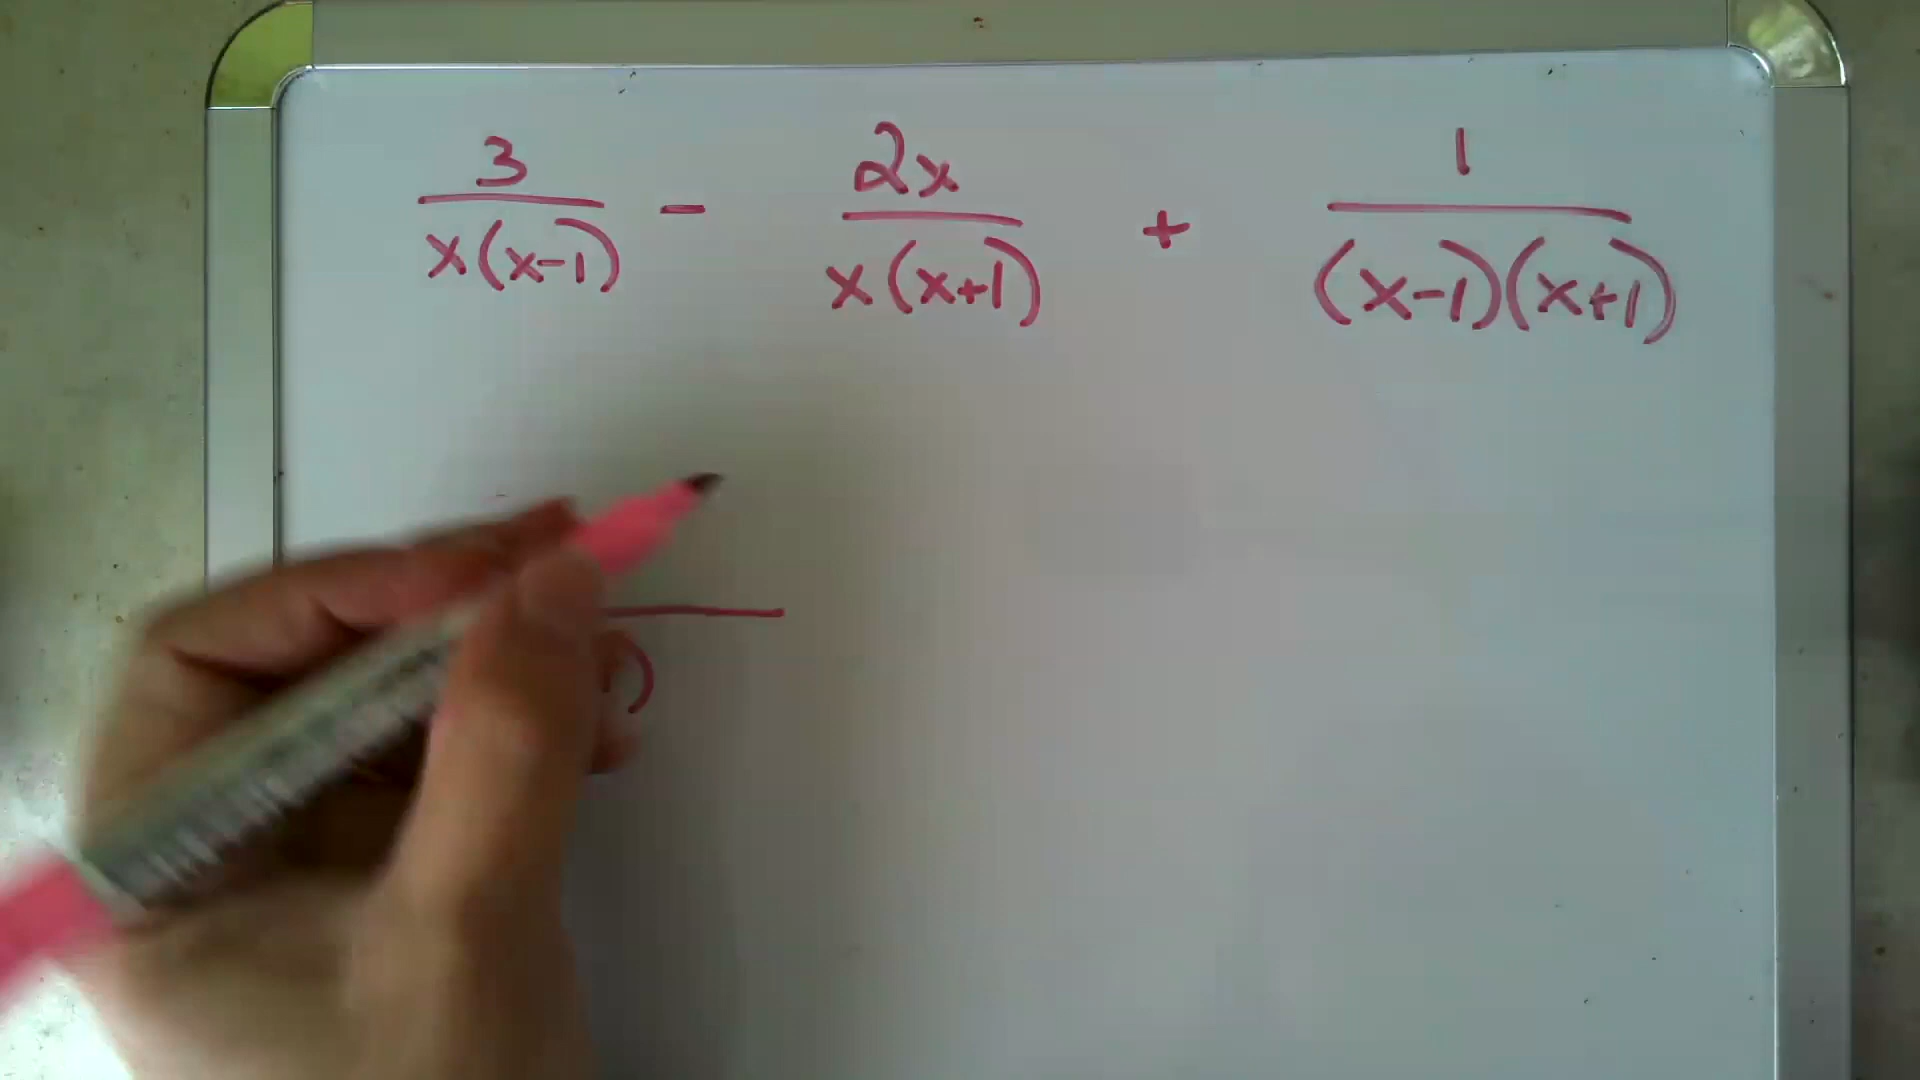 3/(x(x-1)) - 2x/(x(x+1)) + 1/((x-1)(x+1))
)